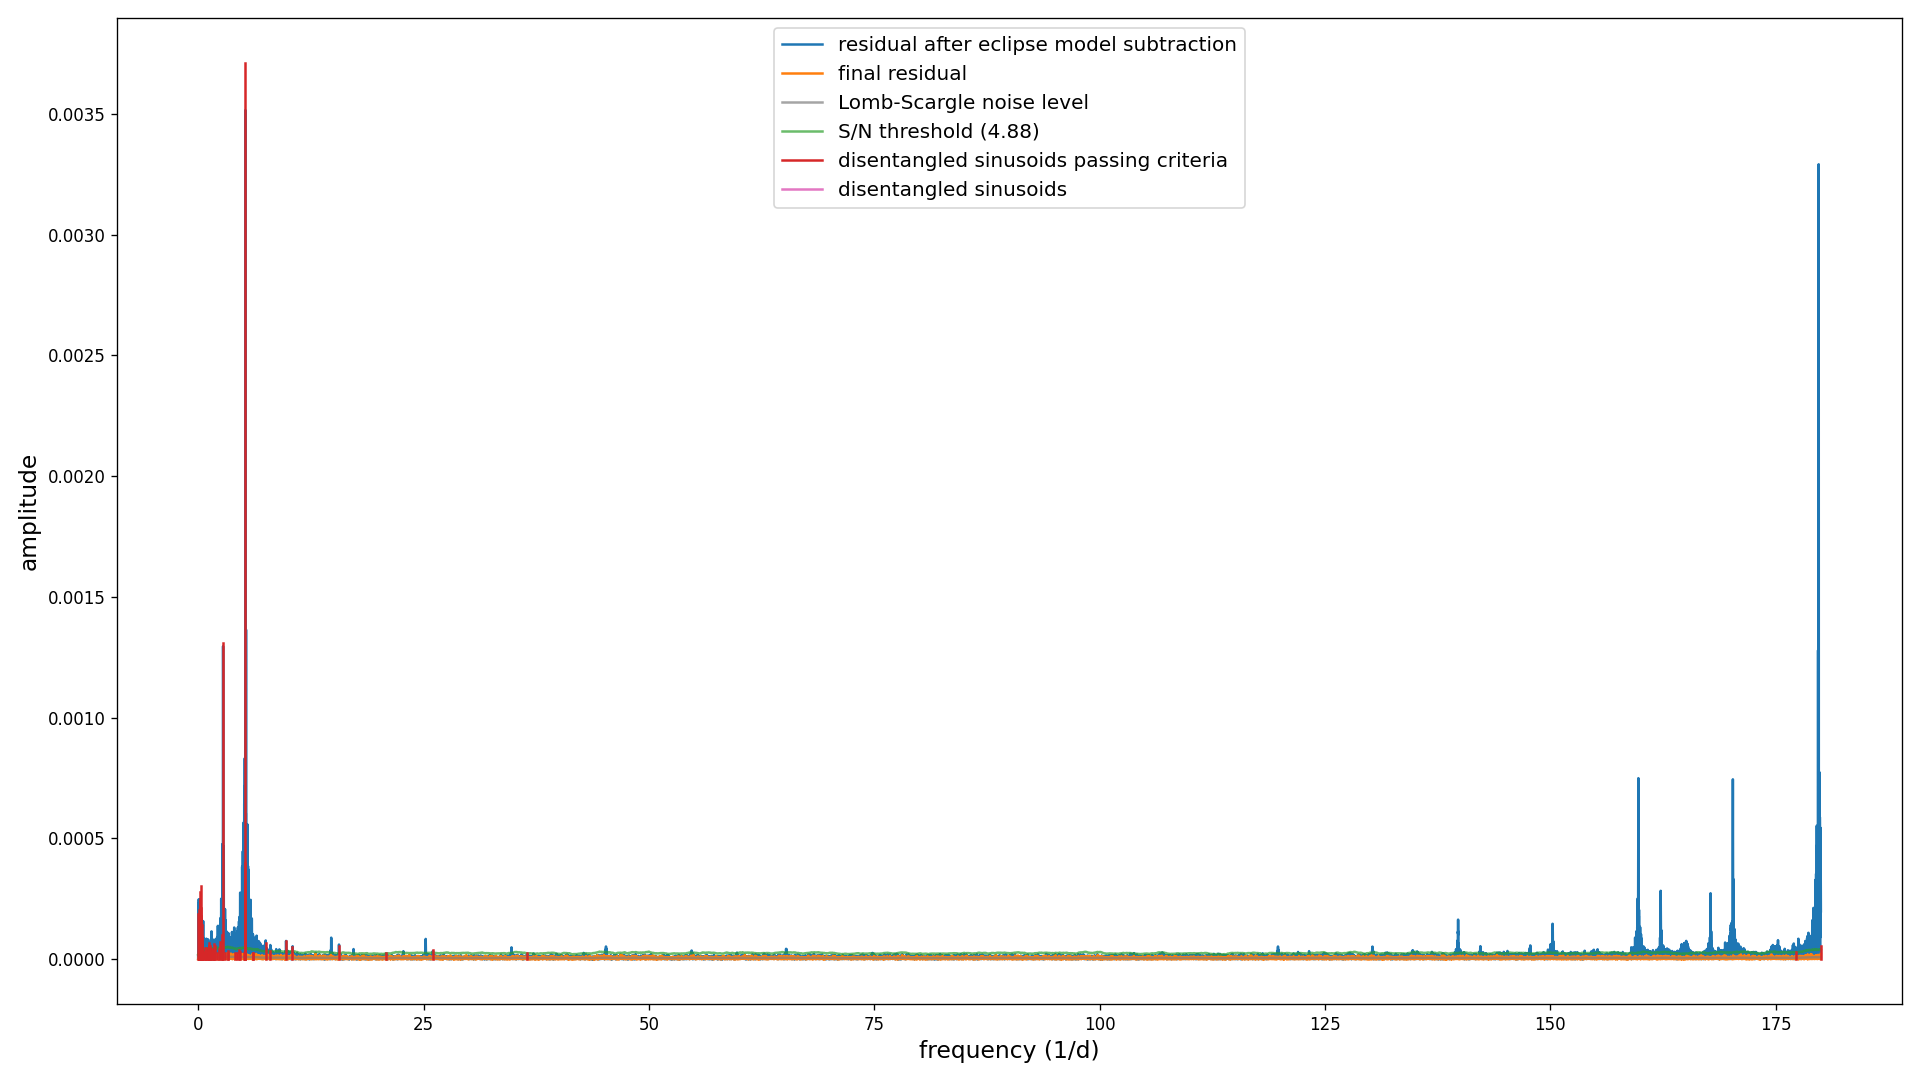 residual after eclipse model subtraction
final residual
Lomb-Scargle noise level
S/N threshold (4.88)
disentangled sinusoids passing criteria
disentangled sinusoids
0.0035
0.0030
0.0025
0.0020
0.0015
0.0010
0.0005
0.0000
amplitude
0 25 50 75 100 125 150 175
frequency (1/d)